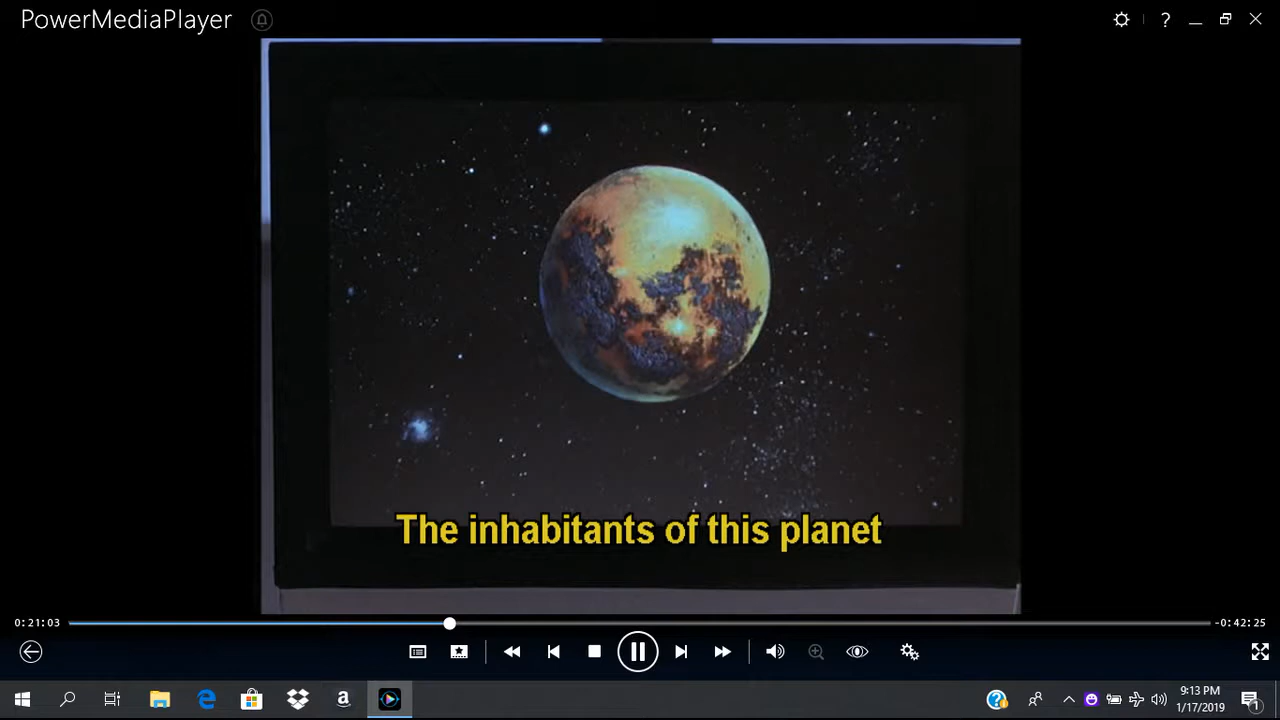 PowerMediaPlayer
The inhabitants of this planet
0:21:03
-0:42:25
9:13 PM
1/17/2019